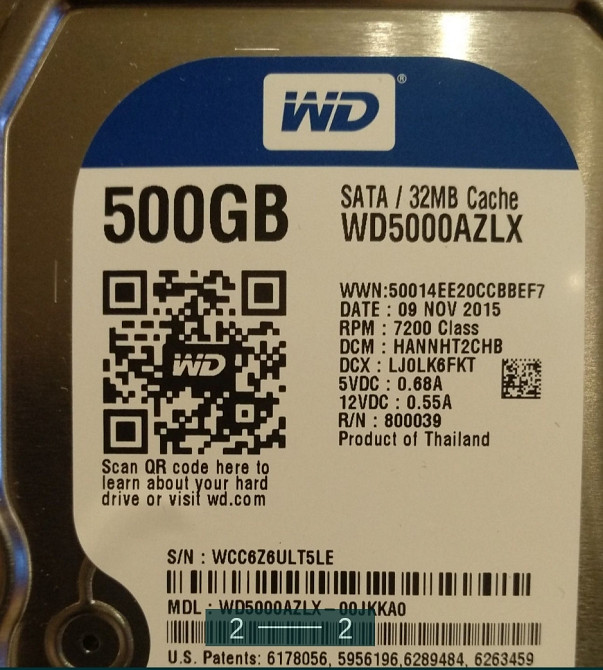 WD®
500GB
SATA / 32MB Cache
WD5000AZLX
WWN:50014EE20CCBBEF7
DATE : 09 NOV 2015
RPM : 7200 Class
DCM : HANNHT2CHB
DCX : LJ0LK6FKT
5VDC : 0.68A
12VDC : 0.55A
R/N : 800039
Product of Thailand
WD
Scan QR code here to
learn about your hard
drive or visit wd.com
S/N : WCC6Z6ULT5LE
MDL : WD5000AZLX-00JKKA0
2 — 2
U.S. Patents: 6178056, 5956196,6289484, 6263459